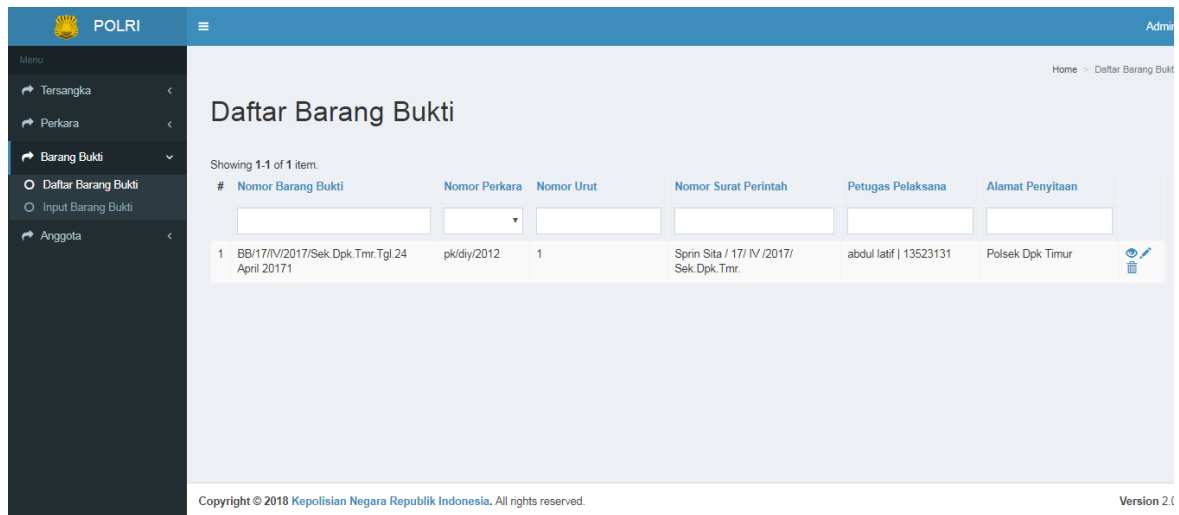 POLRI
Admin
Menu
Home > Daftar Barang Bukti
Tersangka
Perkara
Barang Bukti
Daftar Barang Bukti
Input Barang Bukti
Anggota
Daftar Barang Bukti
Showing 1-1 of 1 item.
# Nomor Barang Bukti Nomor Perkara Nomor Urut Nomor Surat Perintah Petugas Pelaksana Alamat Penyitaan
1 BB/17/IV/2017/Sek.Dpk.Tmr.Tgl.24 pk/diy/2012 1 Sprin Sita / 17/ IV /2017/ abdul latif | 13523131 Polsek Dpk Timur
April 20171 Sek.Dpk.Tmr.
Copyright © 2018 Kepolisian Negara Republik Indonesia. All rights reserved.
Version 2.0